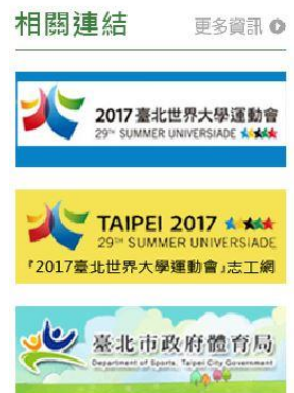 相關連結
更多資訊
2017臺北世界大學運動會
29TH SUMMER UNIVERSIADE
TAIPEI 2017
29TH SUMMER UNIVERSIADE
『2017臺北世界大學運動會』志工網
臺北市政府體育局
Department of Sports, Taipei City Government